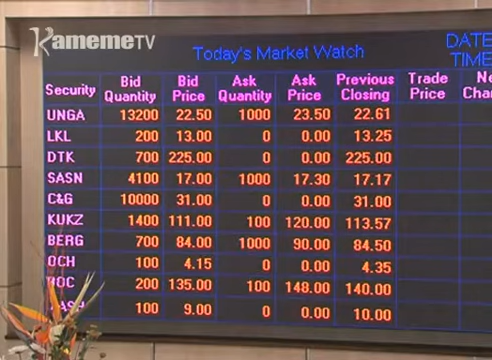 Kameme TV
Today's Market Watch
DATE
TIME
Security Bid Quantity Bid Price Ask Quantity Ask Price Previous Closing Trade Price
UNGA 13200 22.50 1000 23.50 22.61
LKL 200 13.00 0 0.00 13.25
DTK 700 225.00 0 0.00 225.00
SASN 4100 17.00 1000 17.30 17.17
C&G 10000 31.00 0 0.00 31.00
KUKZ 1400 111.00 100 120.00 113.57
BERG 700 84.00 1000 90.00 84.50
OCH 100 4.15 0 0.00 4.35
BOC 200 135.00 100 148.00 140.00
100 9.00 0 0.00 10.00